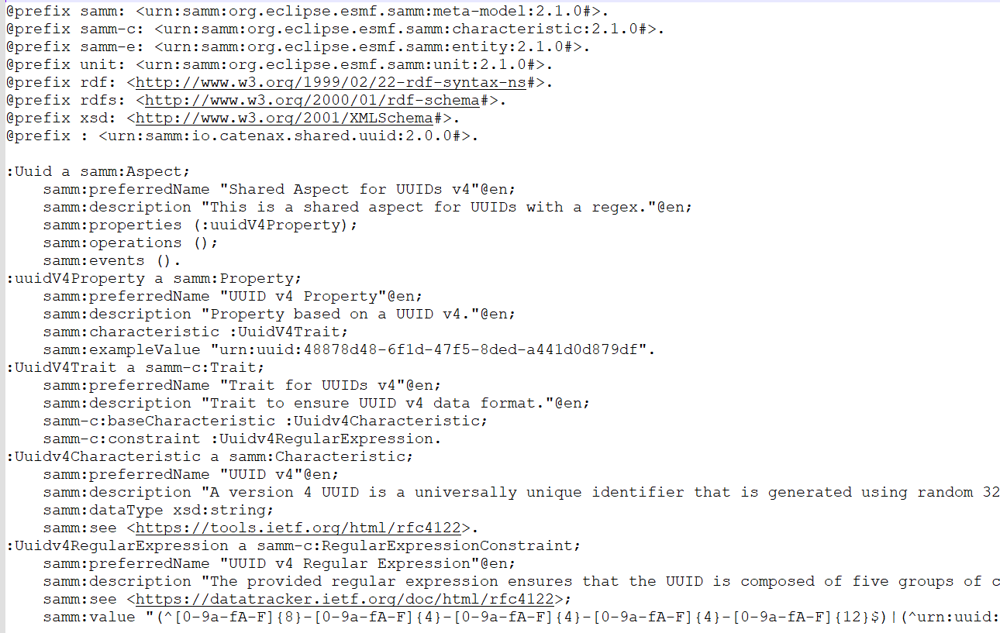 @prefix samm: <urn:samm:org.eclipse.esmf.samm:meta-model:2.1.0#>.
@prefix samm-c: <urn:samm:org.eclipse.esmf.samm:characteristic:2.1.0#>.
@prefix samm-e: <urn:samm:org.eclipse.esmf.samm:entity:2.1.0#>.
@prefix unit: <urn:samm:org.eclipse.esmf.samm:unit:2.1.0#>.
@prefix rdf: <http://www.w3.org/1999/02/22-rdf-syntax-ns#>.
@prefix rdfs: <http://www.w3.org/2000/01/rdf-schema#>.
@prefix xsd: <http://www.w3.org/2001/XMLSchema#>.
@prefix : <urn:samm:io.catenax.shared.uuid:2.0.0#>.

:Uuid a samm:Aspect;
    samm:preferredName "Shared Aspect for UUIDs v4"@en;
    samm:description "This is a shared aspect for UUIDs with a regex."@en;
    samm:properties (:uuidV4Property);
    samm:operations ();
    samm:events ().
:uuidV4Property a samm:Property;
    samm:preferredName "UUID v4 Property"@en;
    samm:description "Property based on a UUID v4."@en;
    samm:characteristic :UuidV4Trait;
    samm:exampleValue "urn:uuid:48878d48-6f1d-47f5-8ded-a441d0d879df".
:UuidV4Trait a samm-c:Trait;
    samm:preferredName "Trait for UUIDs v4"@en;
    samm:description "Trait to ensure UUID v4 data format."@en;
    samm-c:baseCharacteristic :Uuidv4Characteristic;
    samm-c:constraint :Uuidv4RegularExpression.
:Uuidv4Characteristic a samm:Characteristic;
    samm:preferredName "UUID v4"@en;
    samm:description "A version 4 UUID is a universally unique identifier that is generated using random 32
    samm:dataType xsd:string;
    samm:see <https://tools.ietf.org/html/rfc4122>.
:Uuidv4RegularExpression a samm-c:RegularExpressionConstraint;
    samm:preferredName "UUID v4 Regular Expression"@en;
    samm:description "The provided regular expression ensures that the UUID is composed of five groups of c
    samm:see <https://datatracker.ietf.org/doc/html/rfc4122>;
    samm:value "(^[0-9a-fA-F]{8}-[0-9a-fA-F]{4}-[0-9a-fA-F]{4}-[0-9a-fA-F]{4}-[0-9a-fA-F]{12}$)|(^urn:uuid: